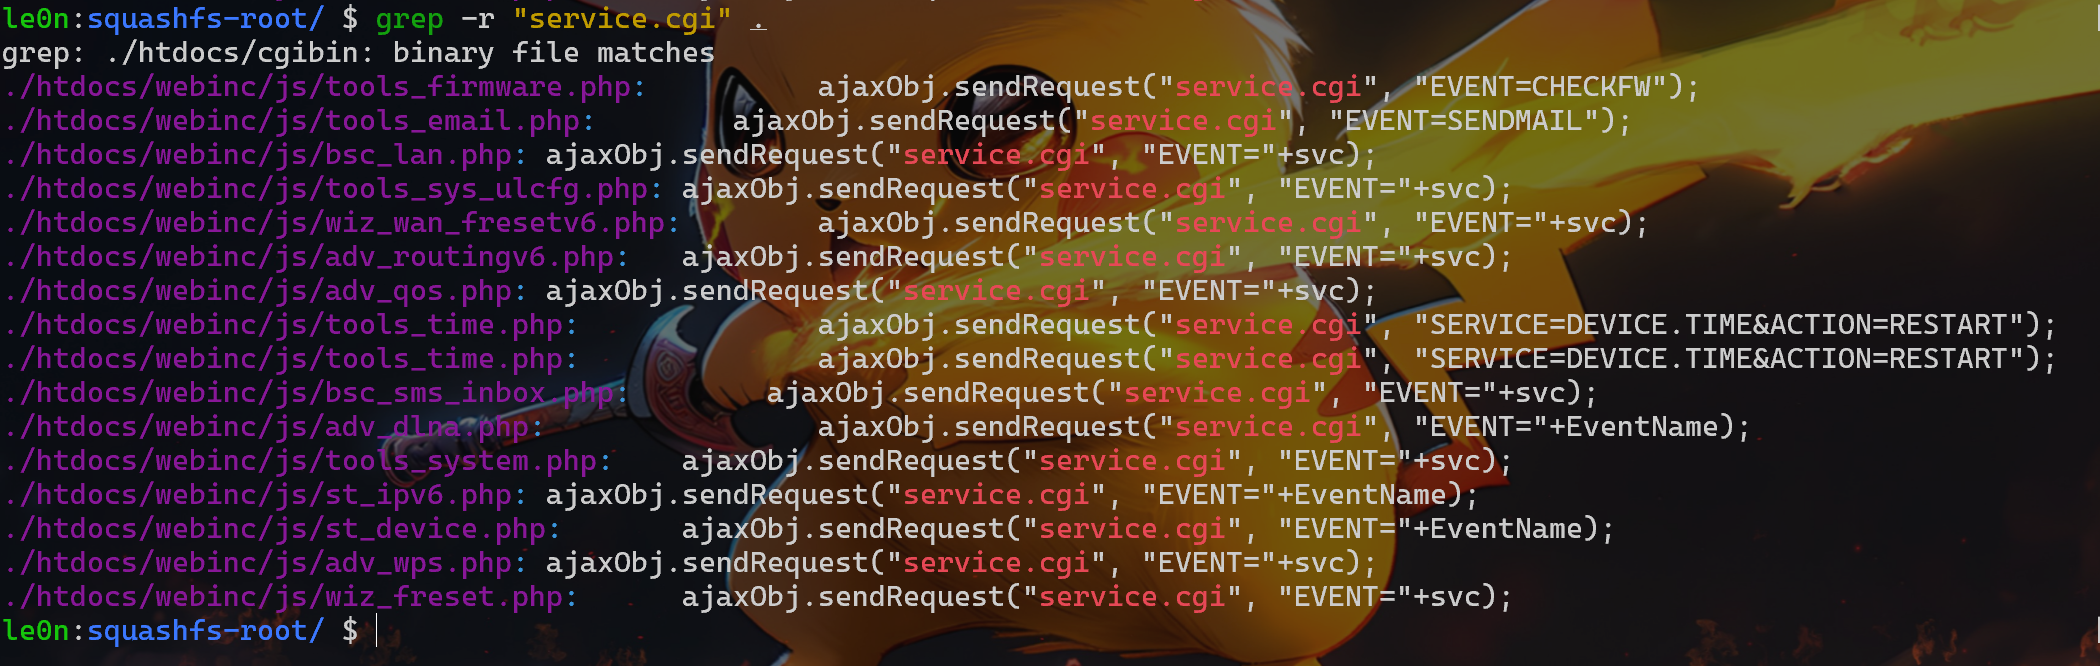 le0n:squashfs-root/ $ grep -r "service.cgi" .
grep: ./htdocs/cgibin: binary file matches
./htdocs/webinc/js/tools_firmware.php:          ajaxObj.sendRequest("service.cgi", "EVENT=CHECKFW");
./htdocs/webinc/js/tools_email.php:        ajaxObj.sendRequest("service.cgi", "EVENT=SENDMAIL");
./htdocs/webinc/js/bsc_lan.php: ajaxObj.sendRequest("service.cgi", "EVENT="+svc);
./htdocs/webinc/js/tools_sys_ulcfg.php: ajaxObj.sendRequest("service.cgi", "EVENT="+svc);
./htdocs/webinc/js/wiz_wan_fresetv6.php:        ajaxObj.sendRequest("service.cgi", "EVENT="+svc);
./htdocs/webinc/js/adv_routingv6.php:   ajaxObj.sendRequest("service.cgi", "EVENT="+svc);
./htdocs/webinc/js/adv_qos.php: ajaxObj.sendRequest("service.cgi", "EVENT="+svc);
./htdocs/webinc/js/tools_time.php:              ajaxObj.sendRequest("service.cgi", "SERVICE=DEVICE.TIME&ACTION=RESTART");
./htdocs/webinc/js/tools_time.php:              ajaxObj.sendRequest("service.cgi", "SERVICE=DEVICE.TIME&ACTION=RESTART");
./htdocs/webinc/js/bsc_sms_inbox.php:        ajaxObj.sendRequest("service.cgi", "EVENT="+svc);
./htdocs/webinc/js/adv_dlna.php:                ajaxObj.sendRequest("service.cgi", "EVENT="+EventName);
./htdocs/webinc/js/tools_system.php:    ajaxObj.sendRequest("service.cgi", "EVENT="+svc);
./htdocs/webinc/js/st_ipv6.php: ajaxObj.sendRequest("service.cgi", "EVENT="+EventName);
./htdocs/webinc/js/st_device.php:       ajaxObj.sendRequest("service.cgi", "EVENT="+EventName);
./htdocs/webinc/js/adv_wps.php: ajaxObj.sendRequest("service.cgi", "EVENT="+svc);
./htdocs/webinc/js/wiz_freset.php:      ajaxObj.sendRequest("service.cgi", "EVENT="+svc);
le0n:squashfs-root/ $